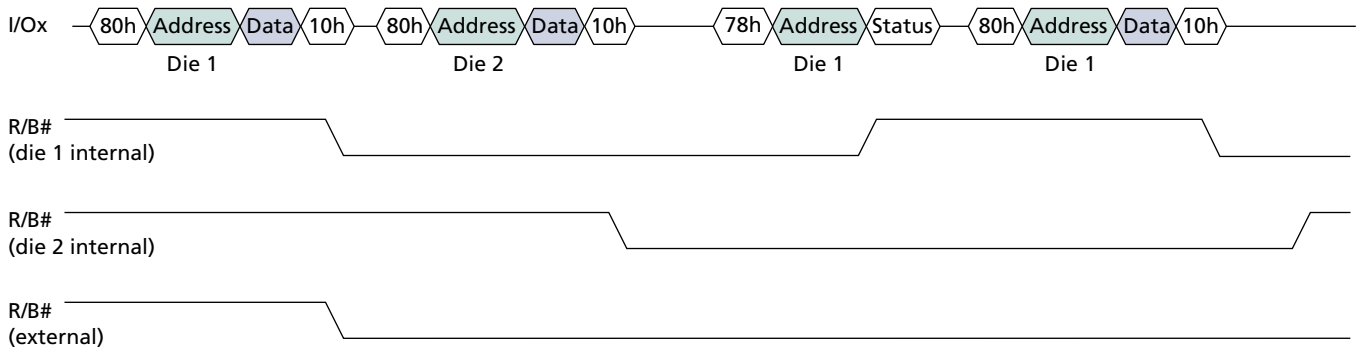 I/Ox 80h Address Data 10h 80h Address Data 10h 78h Address Status 80h Address Data 10h
Die 1 Die 2 Die 1 Die 1
R/B#
(die 1 internal)
R/B#
(die 2 internal)
R/B#
(external)